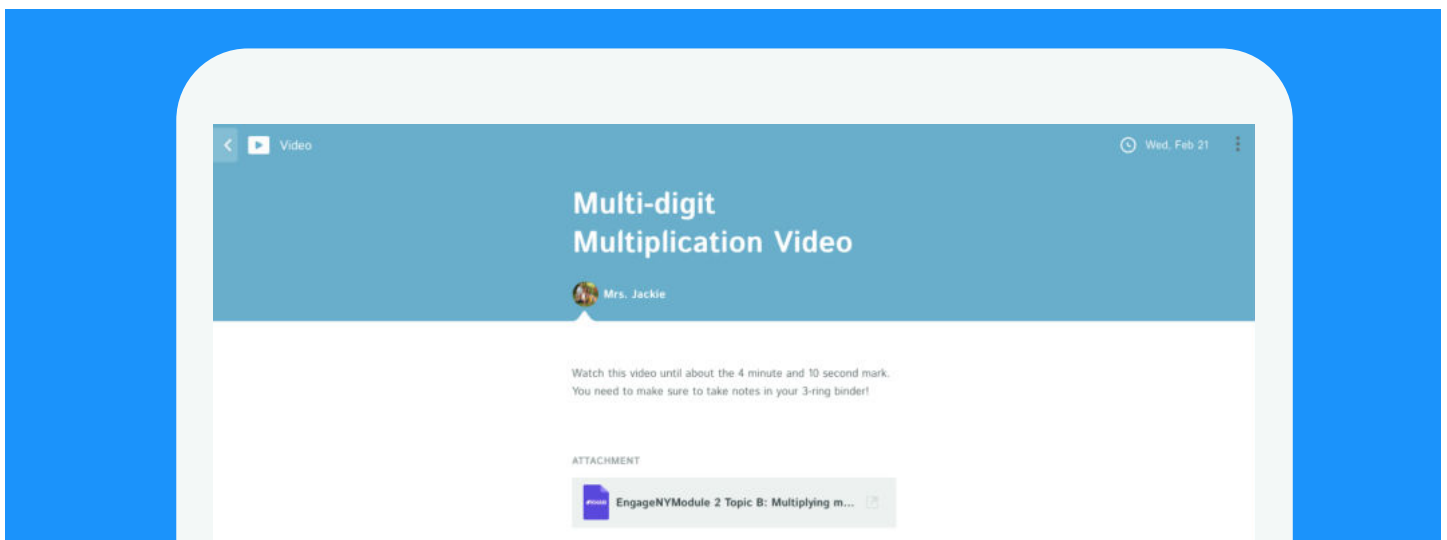 Video
Wed, Feb 21
Multi-digit
Multiplication Video
Mrs. Jackie
Watch this video until about the 4 minute and 10 second mark.
You need to make sure to take notes in your 3-ring binder!
ATTACHMENT
EngageNYModule 2 Topic B: Multiplying m...